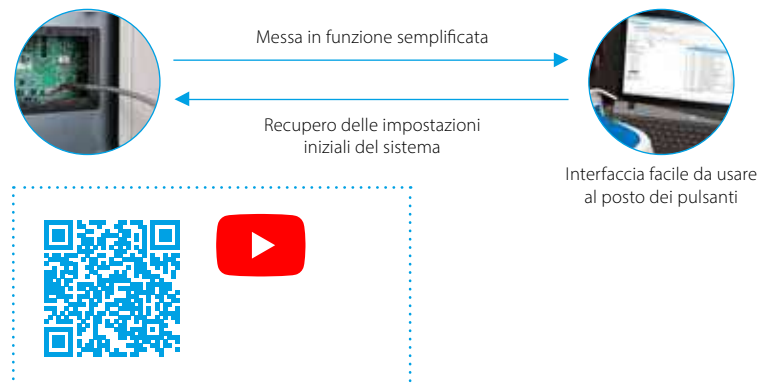 Messa in funzione semplificata
Recupero delle impostazioni
iniziali del sistema
Interfaccia facile da usare
al posto dei pulsanti